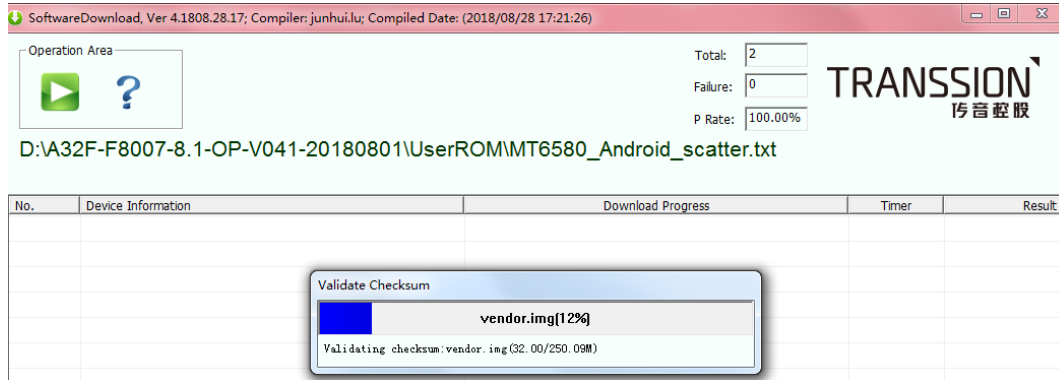 SoftwareDownload, Ver 4.1808.28.17; Compiler: junhui.lu; Compiled Date: (2018/08/28 17:21:26)
Operation Area
?
Total: 2
Failure: 0
P Rate: 100.00%
TRANSSION
传音控股
D:\A32F-F8007-8.1-OP-V041-20180801\UserROM\MT6580_Android_scatter.txt
No. Device Information Download Progress Timer Result
Validate Checksum
vendor.img(12%)
Validating checksum:vendor.img(32.00/250.09M)